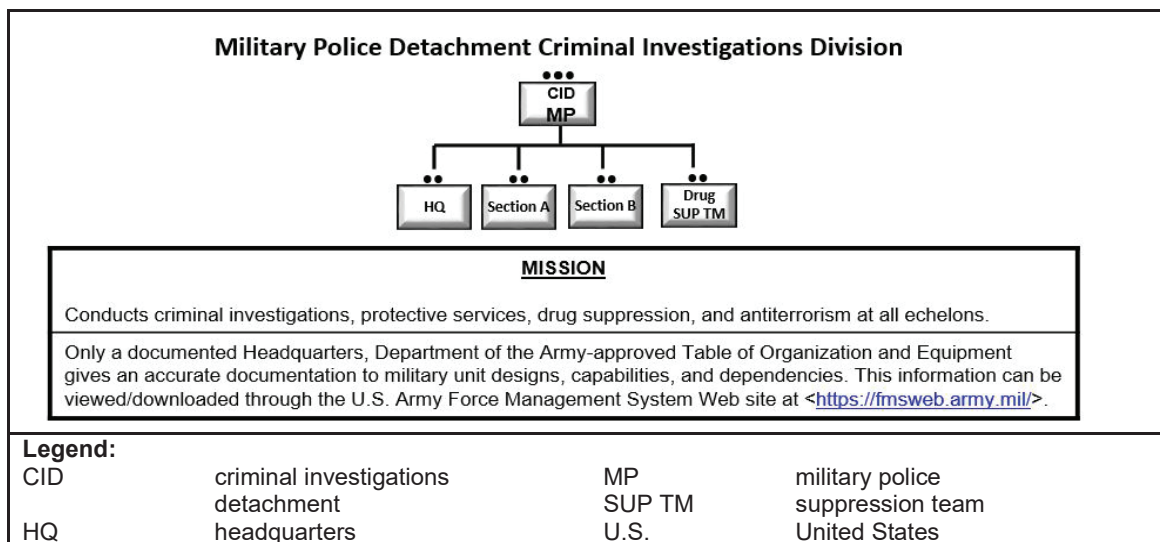 Military Police Detachment Criminal Investigations Division
CID
MP
HQ
Section A
Section B
Drug
SUP TM
MISSION
Conducts criminal investigations, protective services, drug suppression, and antiterrorism at all echelons.
Only a documented Headquarters, Department of the Army-approved Table of Organization and Equipment
gives an accurate documentation to military unit designs, capabilities, and dependencies. This information can be
viewed/downloaded through the U.S. Army Force Management System Web site at <https://fmsweb.army.mil/>.
Legend:
CID criminal investigations MP military police
detachment SUP TM suppression team
HQ headquarters U.S. United States